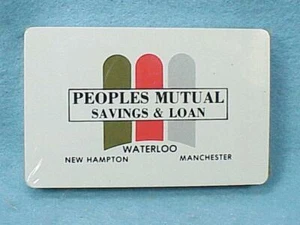 PEOPLES MUTUAL
SAVINGS & LOAN
WATERLOO
NEW HAMPTON MANCHESTER